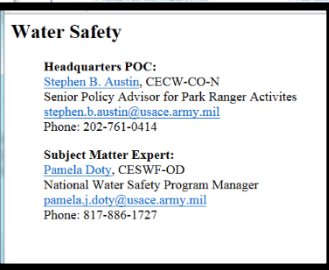 Water Safety
Headquarters POC:
Stephen B. Austin, CECW-CO-N
Senior Policy Advisor for Park Ranger Activites
stephen.b.austin@usace.army.mil
Phone: 202-761-0414
Subject Matter Expert:
Pamela Doty, CESWF-OD
National Water Safety Program Manager
pamela.j.doty@usace.army.mil
Phone: 817-886-1727